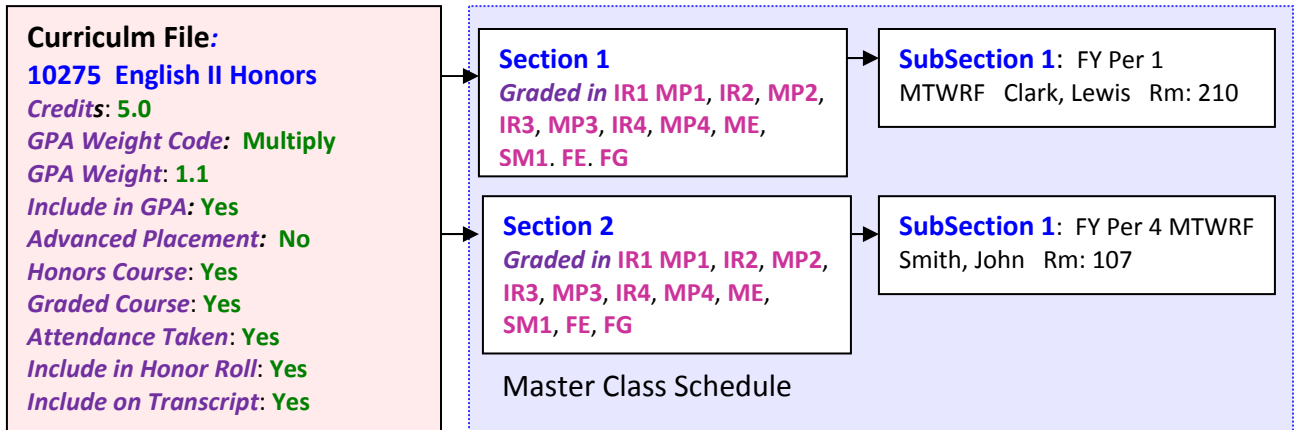 Curriculm File:
10275 English II Honors
Credits: 5.0
GPA Weight Code: Multiply
GPA Weight: 1.1
Include in GPA: Yes
Advanced Placement: No
Honors Course: Yes
Graded Course: Yes
Attendance Taken: Yes
Include in Honor Roll: Yes
Include on Transcript: Yes
Section 1
Graded in IR1 MP1, IR2, MP2,
IR3, MP3, IR4, MP4, ME,
SM1. FE. FG
SubSection 1: FY Per 1
MTWRF Clark, Lewis Rm: 210
Section 2
Graded in IR1 MP1, IR2, MP2,
IR3, MP3, IR4, MP4, ME,
SM1, FE, FG
SubSection 1: FY Per 4 MTWRF
Smith, John Rm: 107
Master Class Schedule